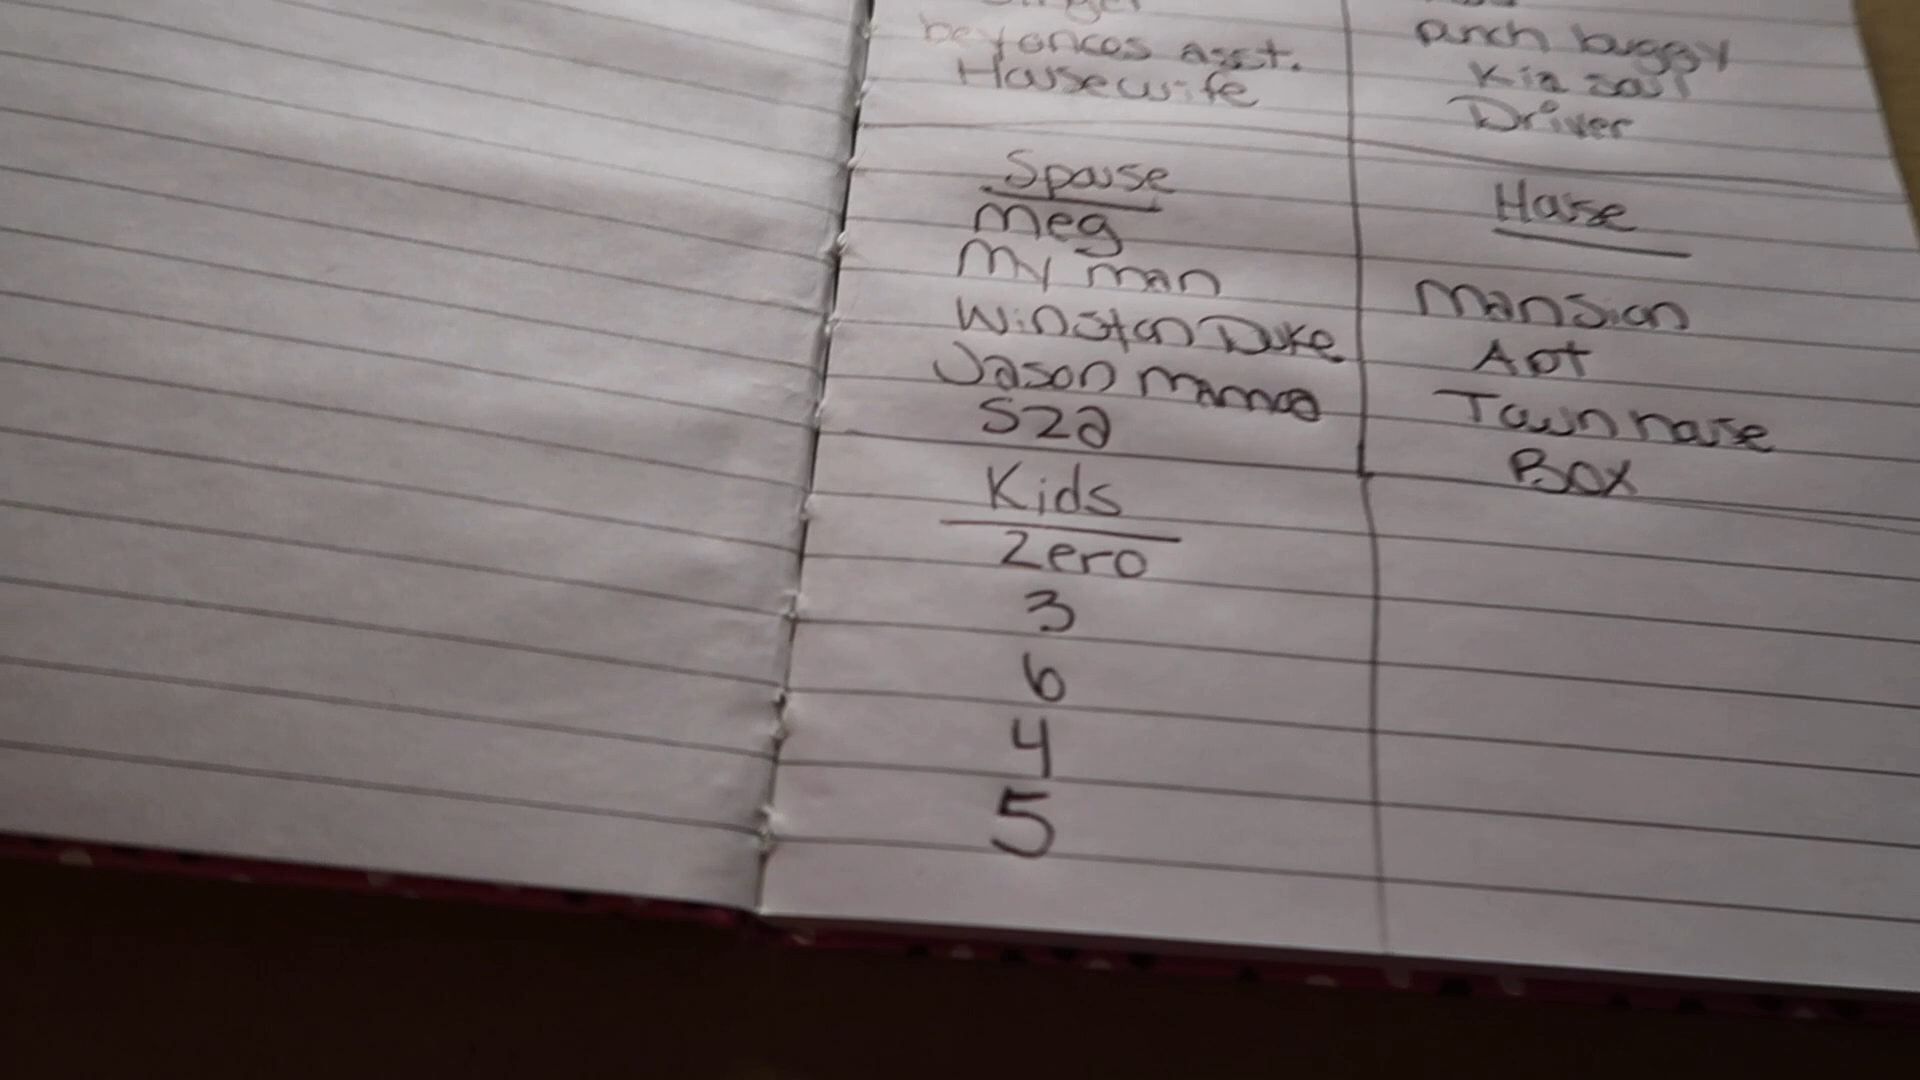 beyonces asst.
Housewife
punch buggy
Kia soul
Driver
Spouse
Meg
My man
Winston Duke
Jason Mamoa
SZa
House
Mansion
Apt
Townhouse
Box
Kids
Zero
3
6
4
5